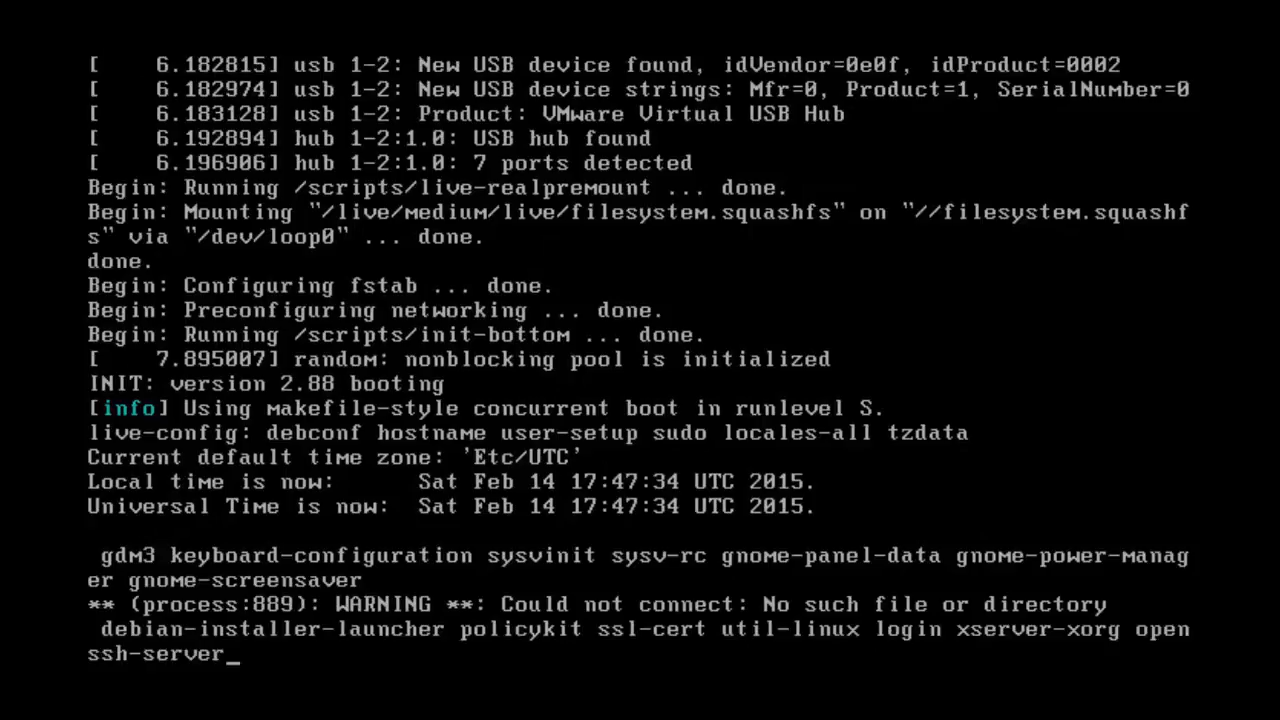 [    6.182815] usb 1-2: New USB device found, idVendor=0e0f, idProduct=0002
[    6.182974] usb 1-2: New USB device strings: Mfr=0, Product=1, SerialNumber=0
[    6.183128] usb 1-2: Product: VMware Virtual USB Hub
[    6.192894] hub 1-2:1.0: USB hub found
[    6.196906] hub 1-2:1.0: 7 ports detected
Begin: Running /scripts/live-realpremount ... done.
Begin: Mounting "/live/medium/live/filesystem.squashfs" on "//filesystem.squashf
s" via "/dev/loop0" ... done.
done.
Begin: Configuring fstab ... done.
Begin: Preconfiguring networking ... done.
Begin: Running /scripts/init-bottom ... done.
[    7.895007] random: nonblocking pool is initialized
INIT: version 2.88 booting
[info] Using makefile-style concurrent boot in runlevel S.
live-config: debconf hostname user-setup sudo locales-all tzdata
Current default time zone: 'Etc/UTC'
Local time is now:      Sat Feb 14 17:47:34 UTC 2015.
Universal Time is now:  Sat Feb 14 17:47:34 UTC 2015.

 gdm3 keyboard-configuration sysvinit sysv-rc gnome-panel-data gnome-power-manag
er gnome-screensaver
** (process:889): WARNING **: Could not connect: No such file or directory
 debian-installer-launcher policykit ssl-cert util-linux login xserver-xorg open
ssh-server_